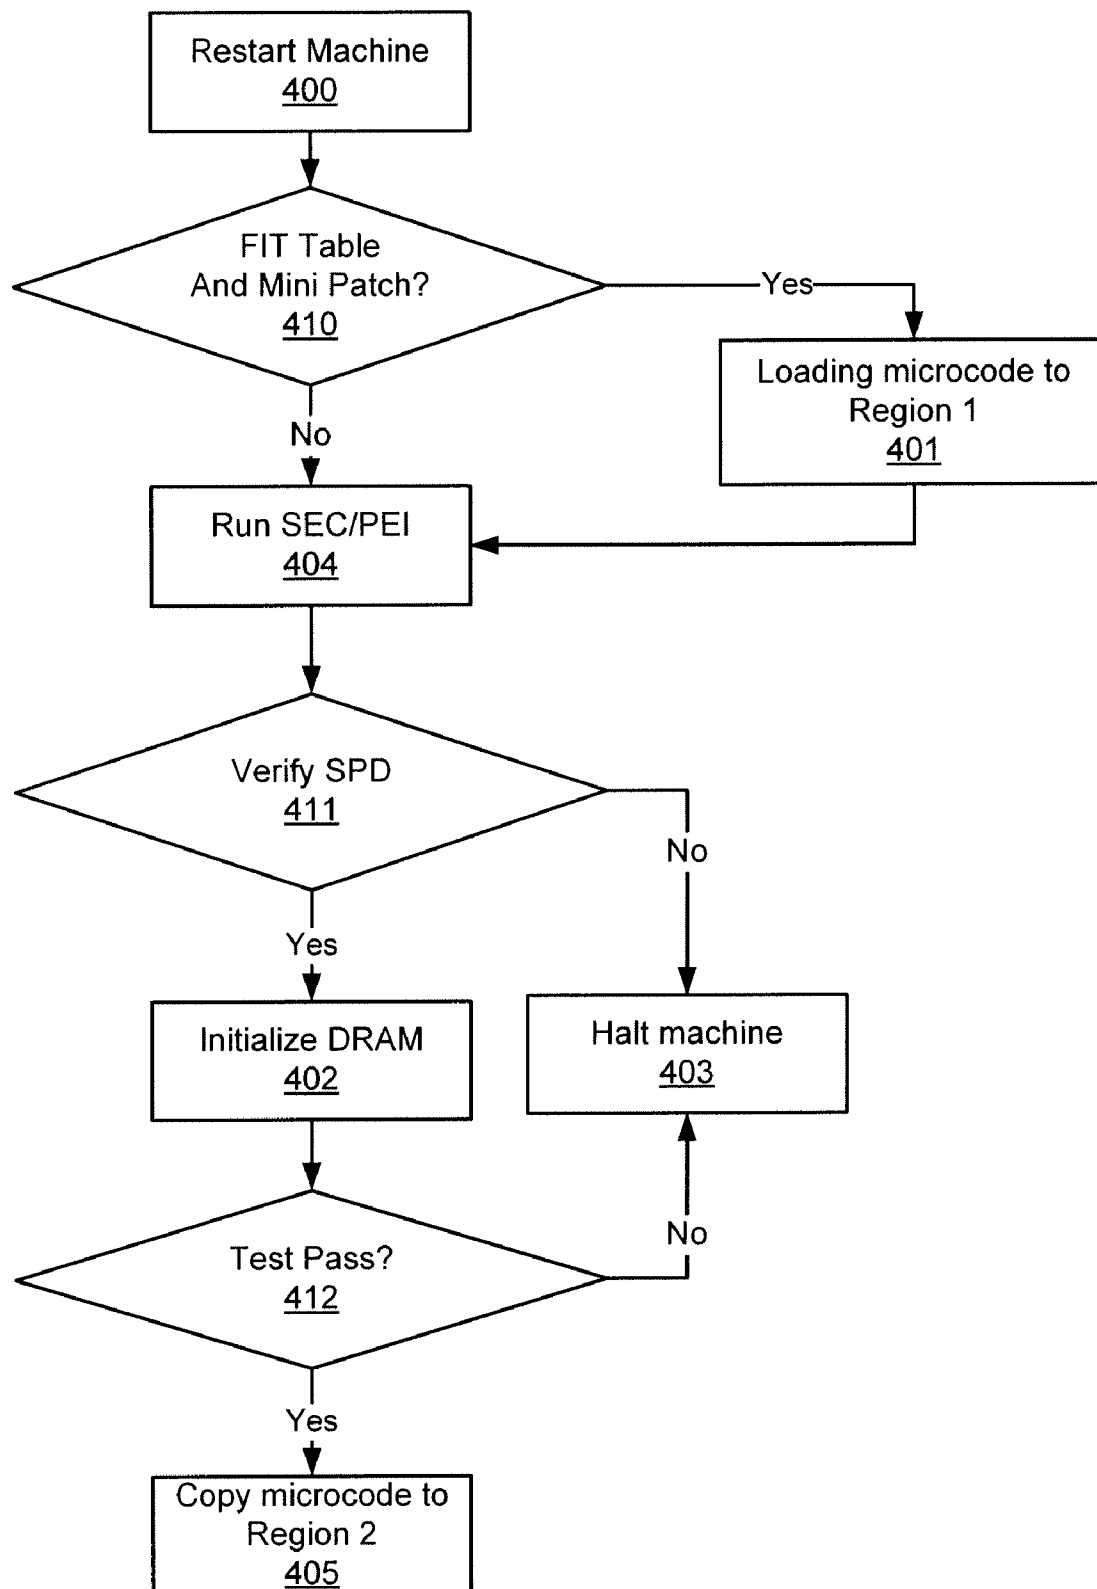 Restart Machine
400
FIT Table
And Mini Patch?
410
Yes
Loading microcode to
Region 1
401
No
Run SEC/PEI
404
Verify SPD
411
No
Yes
Initialize DRAM
402
Halt machine
403
Test Pass?
412
No
Yes
Copy microcode to
Region 2
405